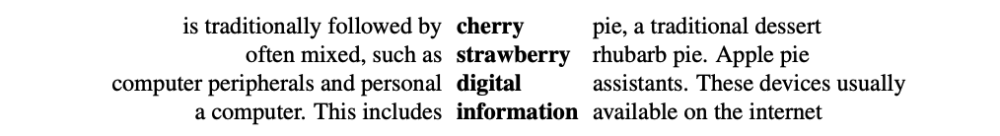 is traditionally followed by cherry pie, a traditional dessert
often mixed, such as strawberry rhubarb pie. Apple pie
computer peripherals and personal digital assistants. These devices usually
a computer. This includes information available on the internet